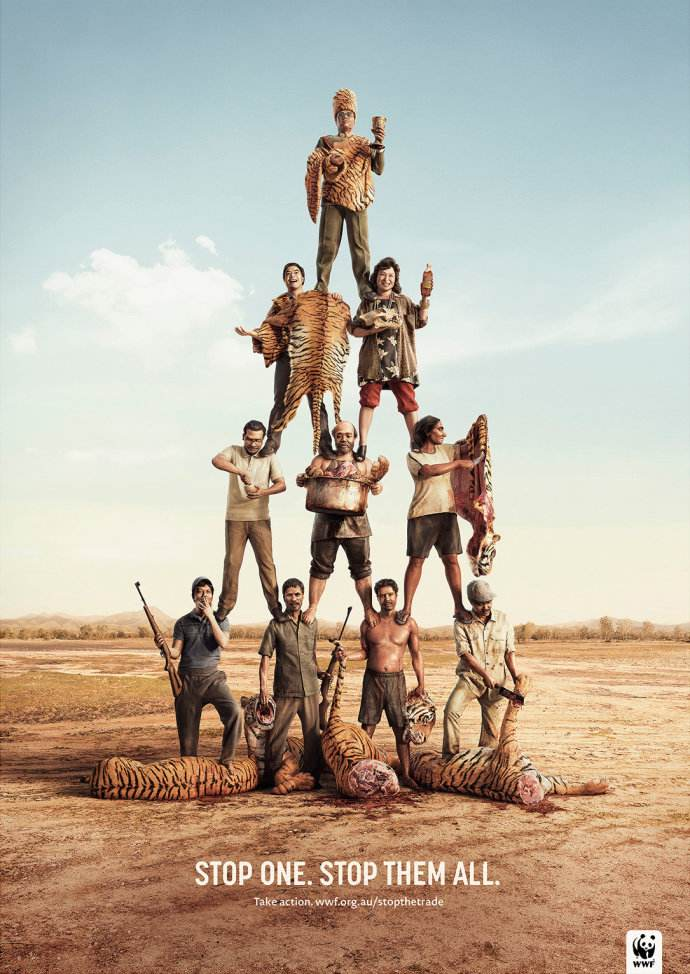 STOP ONE. STOP THEM ALL.
Take action. wwf.org.au/stopthetrade
WWF